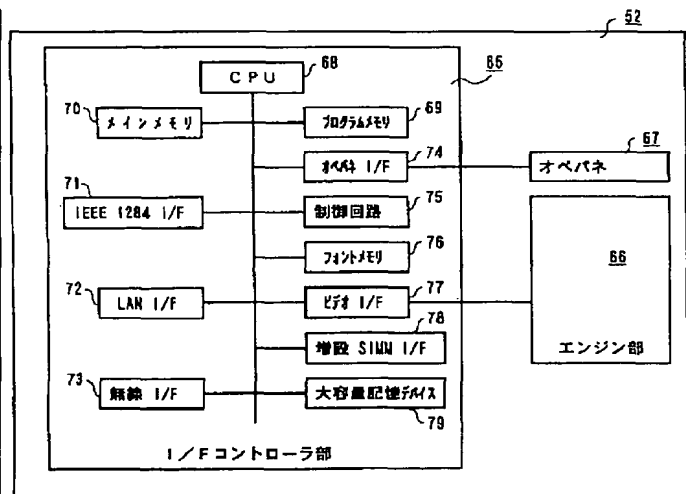 52
CPU
68
65
70
メインメモリ
プログラムメモリ
69
オペパネ I/F
74
67
オペパネ
71
IEEE 1284 I/F
制御回路
75
フォントメモリ
76
66
72
LAN I/F
ビデオ I/F
77
78
増設 SIMM I/F
エンジン部
73
無線 I/F
大容量記憶デバイス
79
I/Fコントローラ部